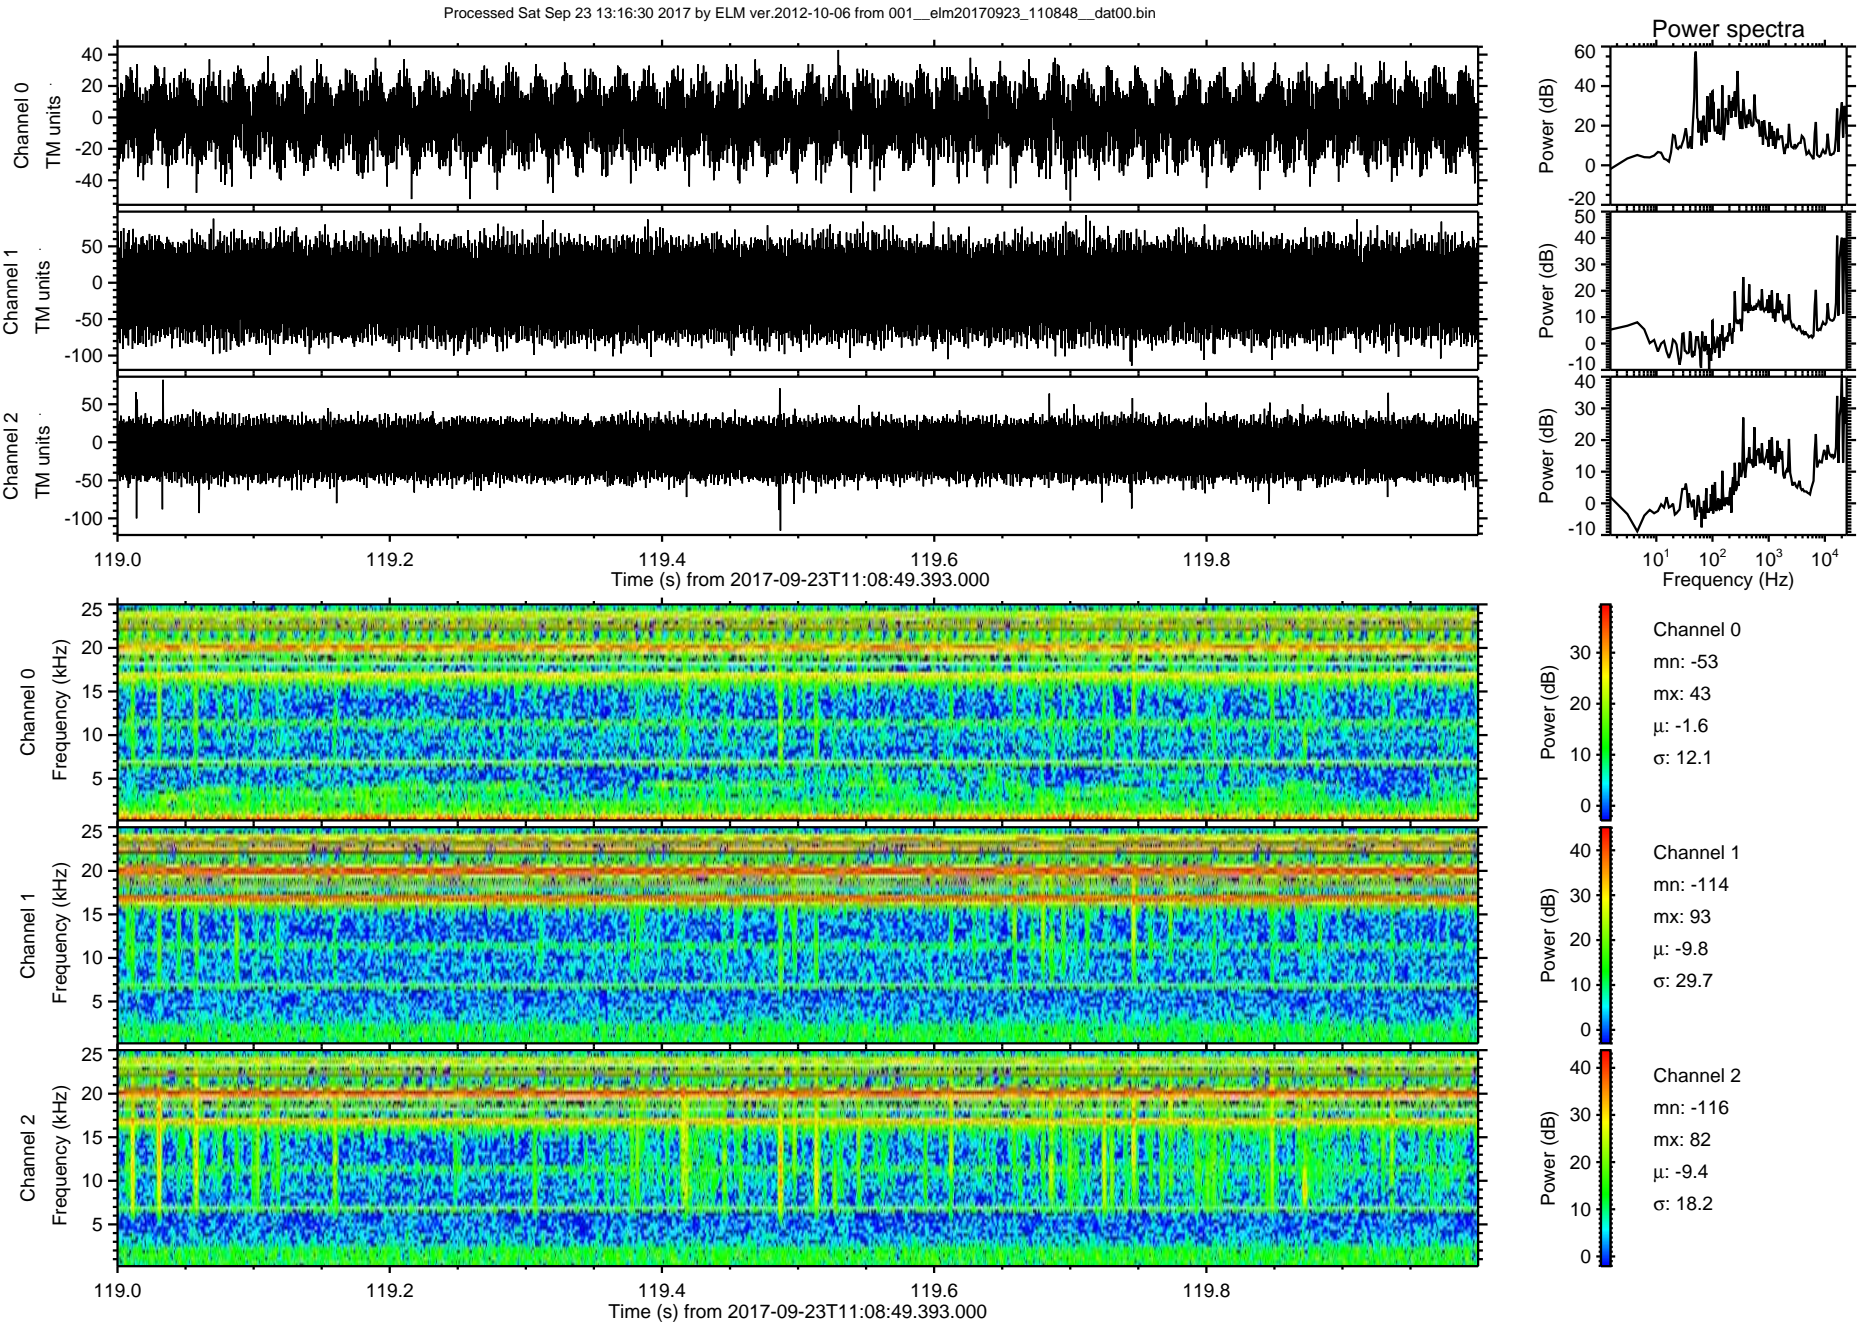 Processed Sat Sep 23 13:16:30 2017 by ELM ver.2012-10-06 from 001__elm20170923_110848__dat00.bin
Power spectra
Channel 0
TM units
40
20
0
-20
-40
Power (dB)
60
40
20
0
-20
Channel 1
TM units
50
0
-50
-100
Power (dB)
50
40
30
20
10
0
-10
Channel 2
TM units
50
0
-50
-100
Power (dB)
40
30
20
10
0
-10
119.0 119.2 119.4 119.6 119.8
Time (s) from 2017-09-23T11:08:49.393.000
10¹ 10² 10³ 10⁴
Frequency (Hz)
Channel 0
Frequency (kHz)
25
20
15
10
5
Power (dB)
30
20
10
0
Channel 0
mn: -53
mx: 43
μ: -1.6
σ: 12.1
Channel 1
Frequency (kHz)
25
20
15
10
5
Power (dB)
40
30
20
10
0
Channel 1
mn: -114
mx: 93
μ: -9.8
σ: 29.7
Channel 2
Frequency (kHz)
25
20
15
10
5
Power (dB)
40
30
20
10
0
Channel 2
mn: -116
mx: 82
μ: -9.4
σ: 18.2
119.0 119.2 119.4 119.6 119.8
Time (s) from 2017-09-23T11:08:49.393.000